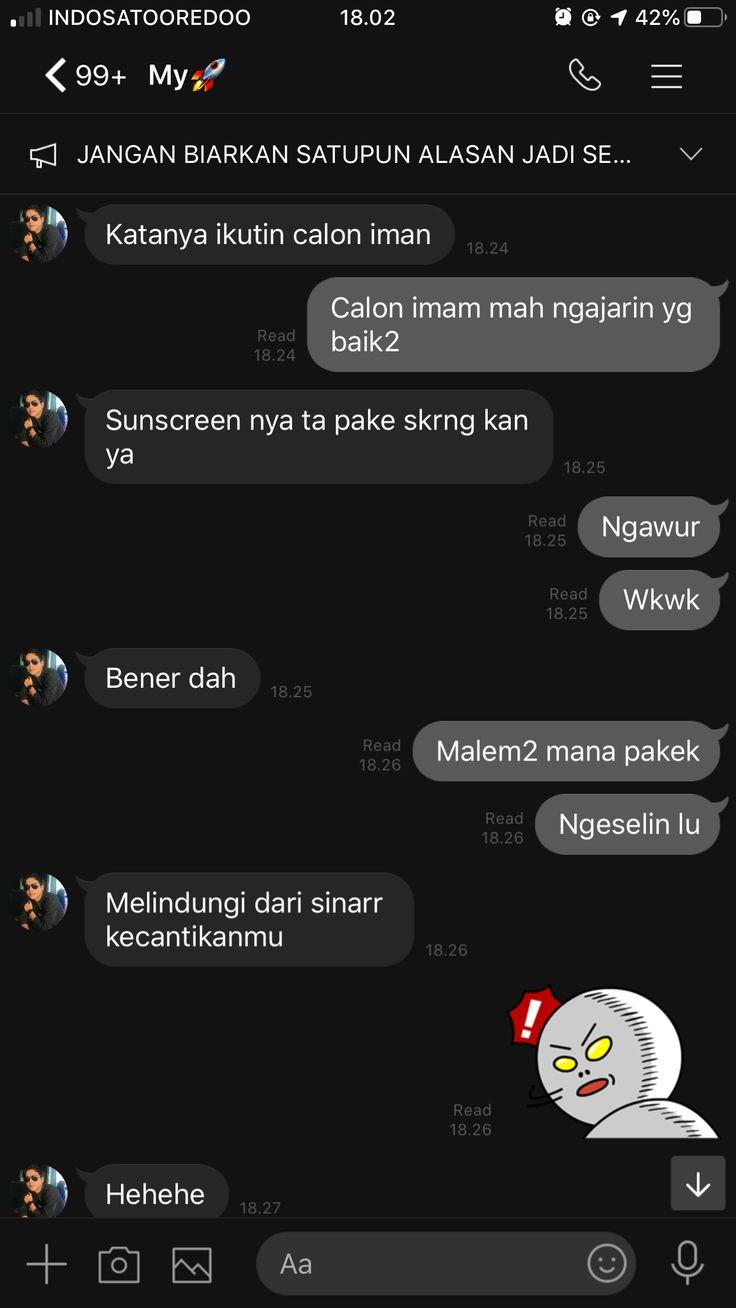 INDOSATOOREDOO 18.02 42%
99+ My🚀
JANGAN BIARKAN SATUPUN ALASAN JADI SE...
Katanya ikutin calon iman
18.24
Calon imam mah ngajarin yg
baik2
Read
18.24
Sunscreen nya ta pake skrng kan
ya
18.25
Ngawur
Read
18.25
Wkwk
Read
18.25
Bener dah
18.25
Malem2 mana pakek
Read
18.26
Ngeselin lu
Read
18.26
Melindungi dari sinarr
kecantikanmu
18.26
!
Read
18.26
Hehehe
18.27
Aa